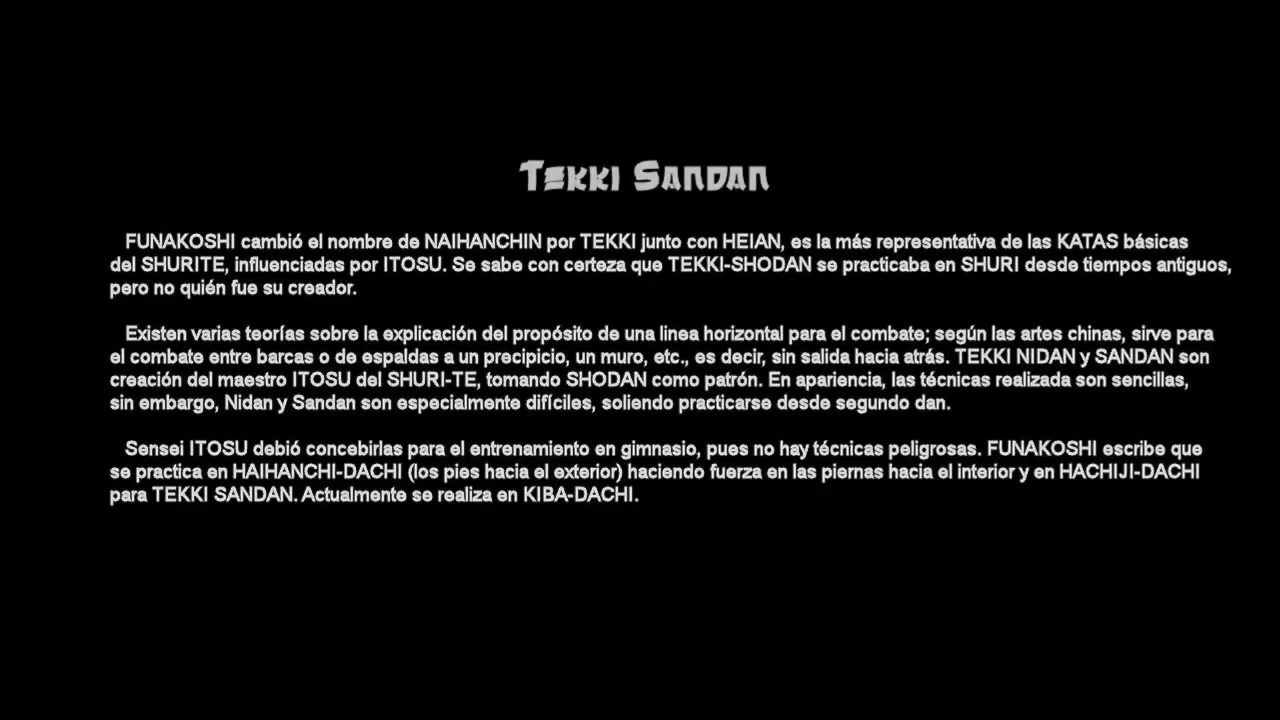 Tekki Sandan
FUNAKOSHI cambió el nombre de NAIHANCHIN por TEKKI junto con HEIAN, es la más representativa de las KATAS básicas
del SHURITE, influenciadas por ITOSU. Se sabe con certeza que TEKKI-SHODAN se practicaba en SHURI desde tiempos antiguos,
pero no quién fue su creador.
Existen varias teorías sobre la explicación del propósito de una linea horizontal para el combate; según las artes chinas, sirve para
el combate entre barcas o de espaldas a un precipicio, un muro, etc., es decir, sin salida hacia atrás. TEKKI NIDAN y SANDAN son
creación del maestro ITOSU del SHURI-TE, tomando SHODAN como patrón. En apariencia, las técnicas realizada son sencillas,
sin embargo, Nidan y Sandan son especialmente difíciles, soliendo practicarse desde segundo dan.
Sensei ITOSU debió concebirlas para el entrenamiento en gimnasio, pues no hay técnicas peligrosas. FUNAKOSHI escribe que
se practica en HAIHANCHI-DACHI (los pies hacia el exterior) haciendo fuerza en las piernas hacia el interior y en HACHIJI-DACHI
para TEKKI SANDAN. Actualmente se realiza en KIBA-DACHI.